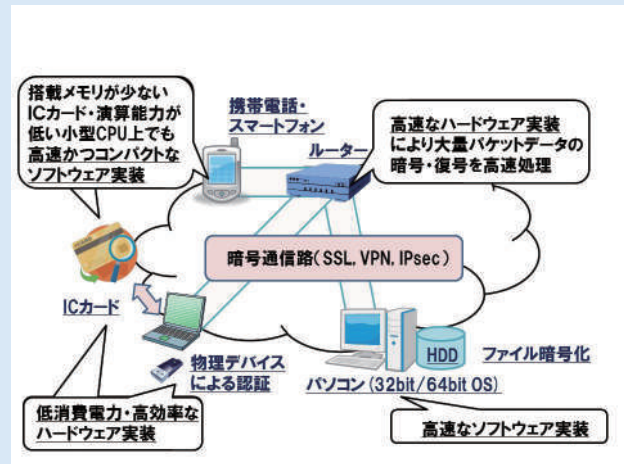 搭載メモリが少ない
ICカード・演算能力が
低い小型CPU上でも
高速かつコンパクトな
ソフトウェア実装
携帯電話・
スマートフォン
ルーター
高速なハードウェア実装
により大量パケットデータの
暗号・復号を高速処理
暗号通信路(SSL, VPN, IPsec)
ICカード
物理デバイス
による認証
HDD
ファイル暗号化
パソコン(32bit/64bit OS)
低消費電力・高効率な
ハードウェア実装
高速なソフトウェア実装